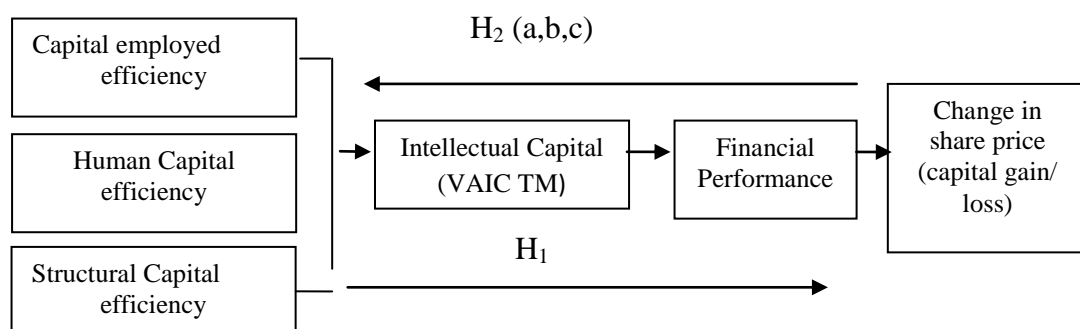 H2 (a,b,c)
Capital employed
efficiency
Human Capital
efficiency
Structural Capital
efficiency
Intellectual Capital
(VAIC TM)
Financial
Performance
Change in
share price
(capital gain/
loss)
H1